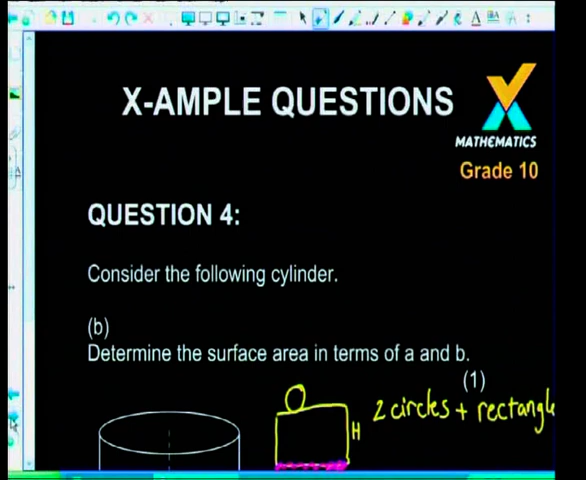 X-AMPLE QUESTIONS
MATHEMATICS
Grade 10
QUESTION 4:
Consider the following cylinder.
(b)
Determine the surface area in terms of a and b.
(1)
2 circles + rectangle
H